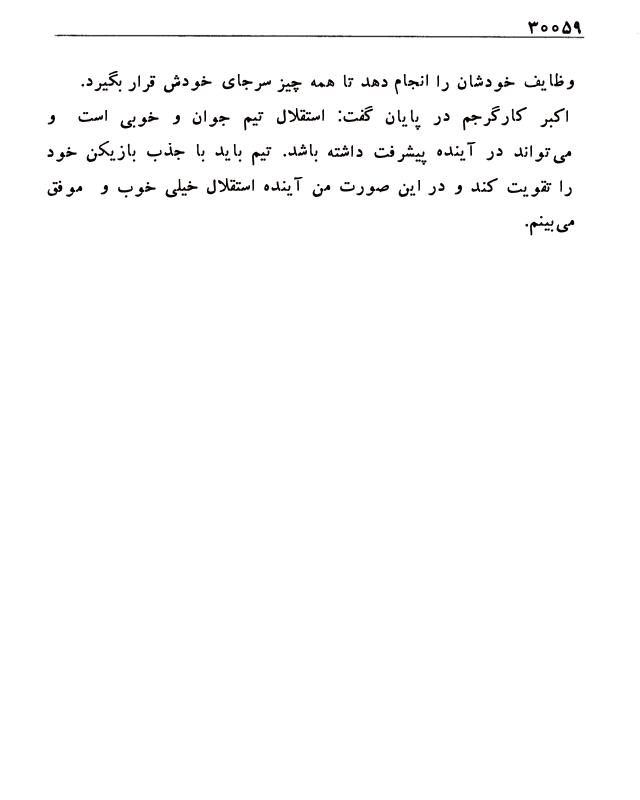 ۳۰۰۵۹
وظایف خودشان را انجام دهد تا همه چیز سرجای خودش قرار بگیرد.
اکبر کارگرجم در پایان گفت: استقلال تیم جوان و خوبی است و
می‌تواند در آینده پیشرفت داشته باشد. تیم باید با جذب بازیکن خود
را تقویت کند و در این صورت من آینده استقلال خیلی خوب و موفق
می‌بینم.